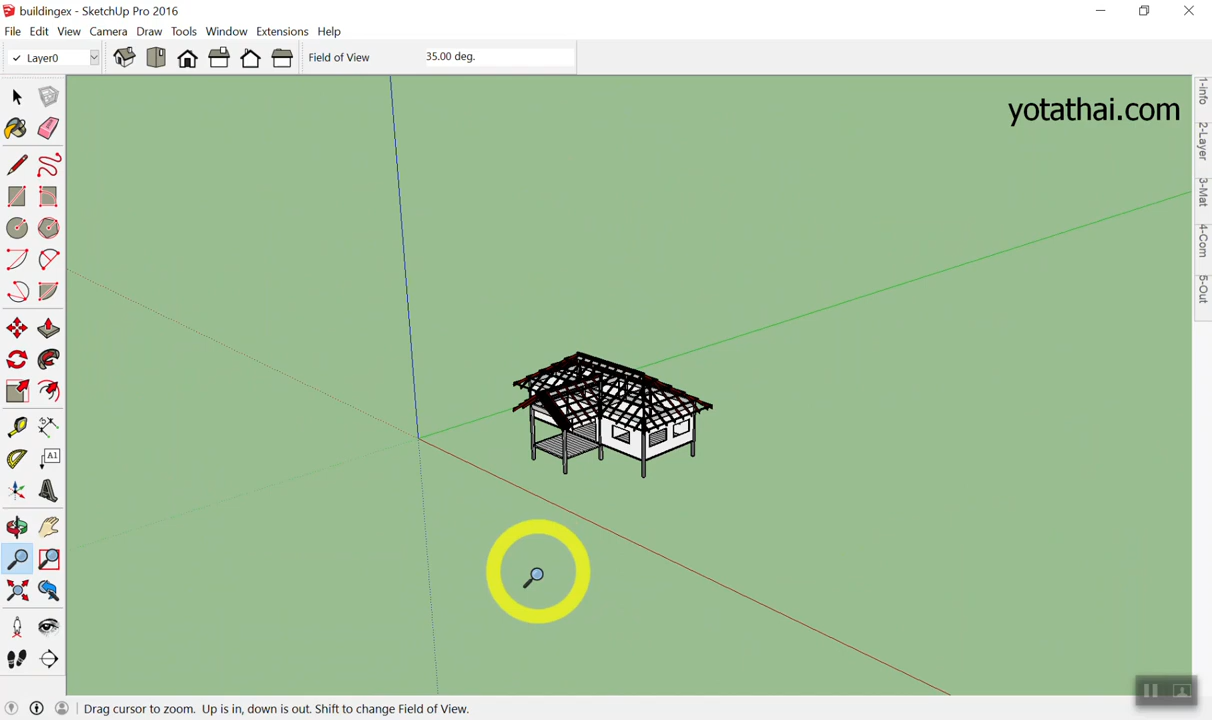 buildingex - SketchUp Pro 2016
File Edit View Camera Draw Tools Window Extensions Help
Layer0
Field of View 35.00 deg.
yotathai.com
1-Info
2-Layer
3-Mat
4-Com
5-Out
A1
Drag cursor to zoom. Up is in, down is out. Shift to change Field of View.